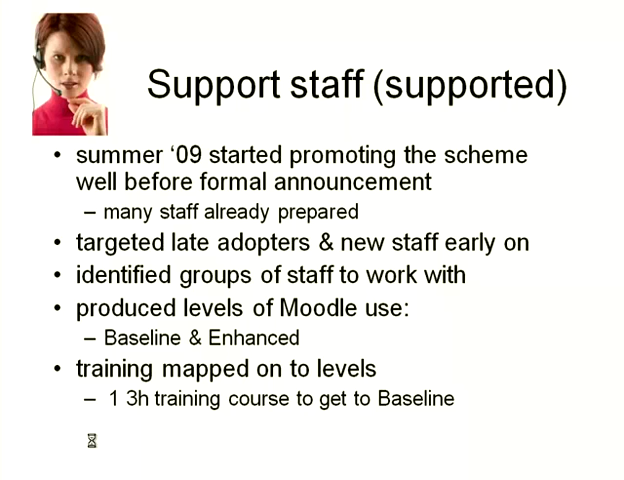 Support staff (supported)
• summer ‘09 started promoting the scheme
well before formal announcement
– many staff already prepared
• targeted late adopters & new staff early on
• identified groups of staff to work with
• produced levels of Moodle use:
– Baseline & Enhanced
• training mapped on to levels
– 1 3h training course to get to Baseline